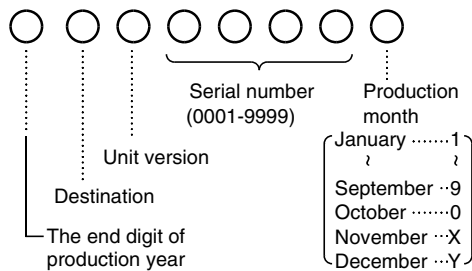 Serial number
(0001-9999)
Production
month
January ·······1
~ ~
September ··9
October ······0
November ···X
December ···Y
Unit version
Destination
The end digit of
production year